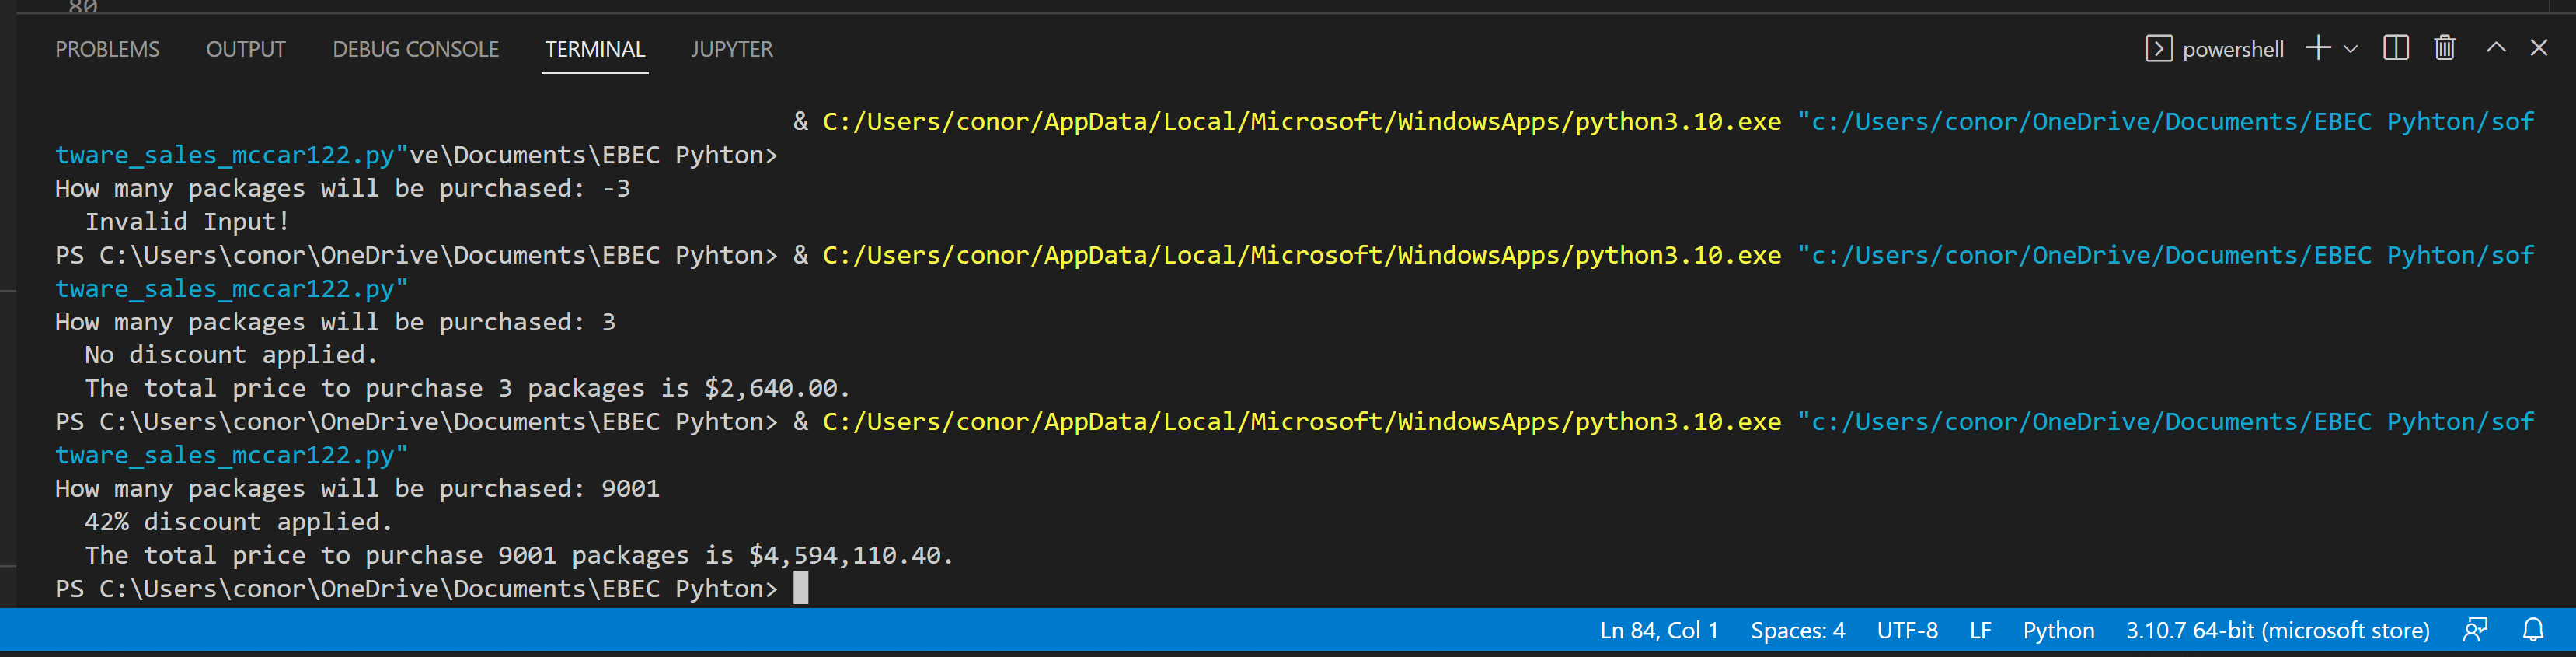 80
PROBLEMS OUTPUT DEBUG CONSOLE TERMINAL JUPYTER powershell
& C:/Users/conor/AppData/Local/Microsoft/WindowsApps/python3.10.exe "c:/Users/conor/OneDrive/Documents/EBEC Pyhton/sof
tware_sales_mccar122.py"ve\Documents\EBEC Pyhton>
How many packages will be purchased: -3
  Invalid Input!
PS C:\Users\conor\OneDrive\Documents\EBEC Pyhton> & C:/Users/conor/AppData/Local/Microsoft/WindowsApps/python3.10.exe "c:/Users/conor/OneDrive/Documents/EBEC Pyhton/sof
tware_sales_mccar122.py"
How many packages will be purchased: 3
  No discount applied.
  The total price to purchase 3 packages is $2,640.00.
PS C:\Users\conor\OneDrive\Documents\EBEC Pyhton> & C:/Users/conor/AppData/Local/Microsoft/WindowsApps/python3.10.exe "c:/Users/conor/OneDrive/Documents/EBEC Pyhton/sof
tware_sales_mccar122.py"
How many packages will be purchased: 9001
  42% discount applied.
  The total price to purchase 9001 packages is $4,594,110.40.
PS C:\Users\conor\OneDrive\Documents\EBEC Pyhton>
Ln 84, Col 1 Spaces: 4 UTF-8 LF Python 3.10.7 64-bit (microsoft store)